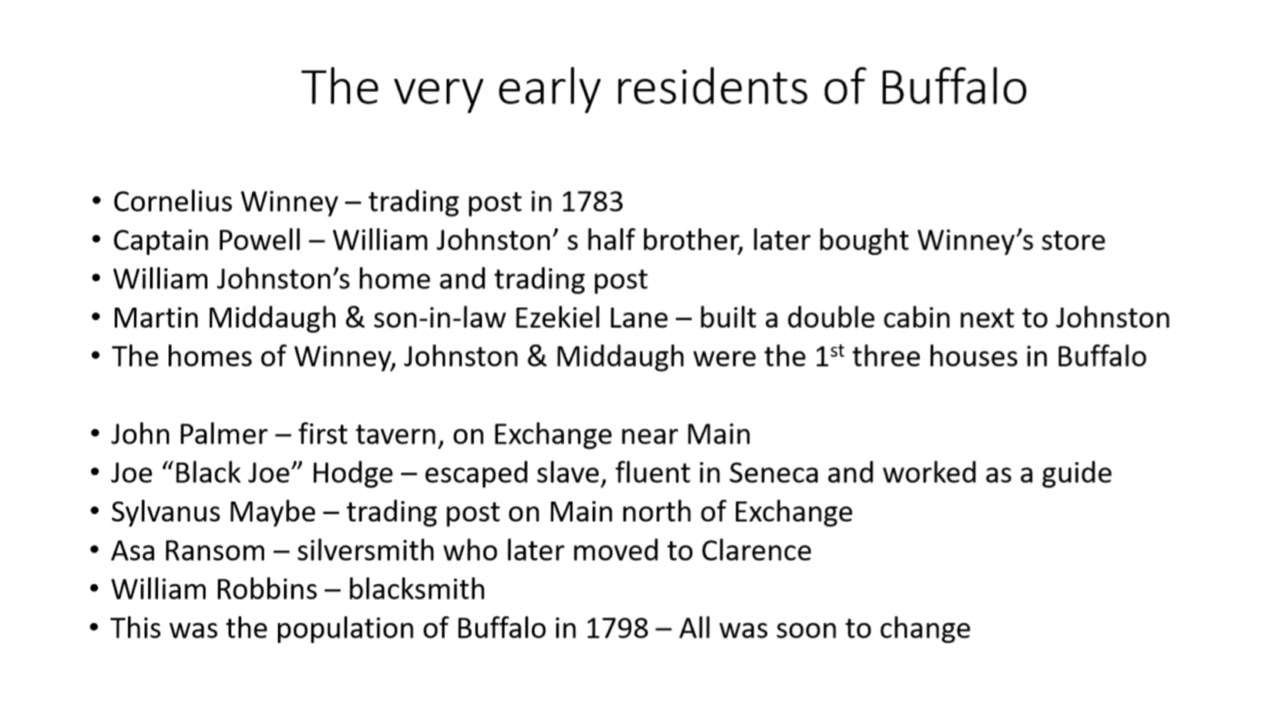 The very early residents of Buffalo
• Cornelius Winney – trading post in 1783
• Captain Powell – William Johnston’ s half brother, later bought Winney’s store
• William Johnston’s home and trading post
• Martin Middaugh & son-in-law Ezekiel Lane – built a double cabin next to Johnston
• The homes of Winney, Johnston & Middaugh were the 1st three houses in Buffalo
• John Palmer – first tavern, on Exchange near Main
• Joe “Black Joe” Hodge – escaped slave, fluent in Seneca and worked as a guide
• Sylvanus Maybe – trading post on Main north of Exchange
• Asa Ransom – silversmith who later moved to Clarence
• William Robbins – blacksmith
• This was the population of Buffalo in 1798 – All was soon to change